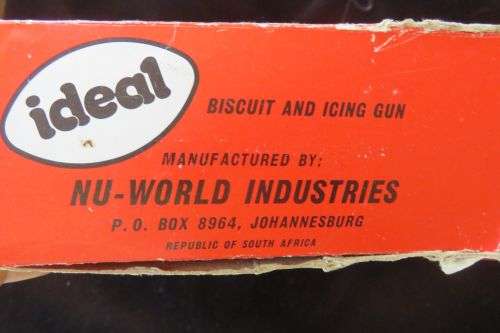 ideal
BISCUIT AND ICING GUN
MANUFACTURED BY:
NU-WORLD INDUSTRIES
P. O. BOX 8964, JOHANNESBURG
REPUBLIC OF SOUTH AFRICA